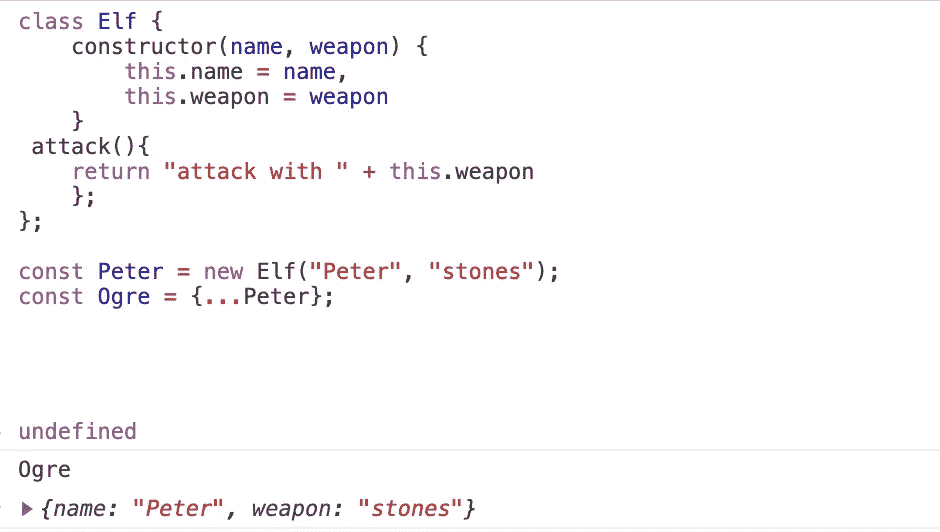 class Elf {
    constructor(name, weapon) {
        this.name = name,
        this.weapon = weapon
    }
 attack(){
    return "attack with " + this.weapon
    };
};
const Peter = new Elf("Peter", "stones");
const Ogre = {...Peter};
undefined
Ogre
▶{name: "Peter", weapon: "stones"}